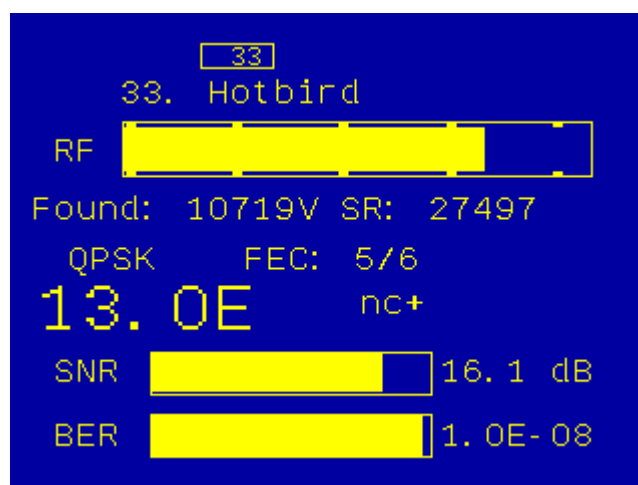 33
33. Hotbird
RF
Found: 10719V SR: 27497
QPSK FEC: 5/6
13.0E nc+
SNR 16.1 dB
BER 1.0E-08